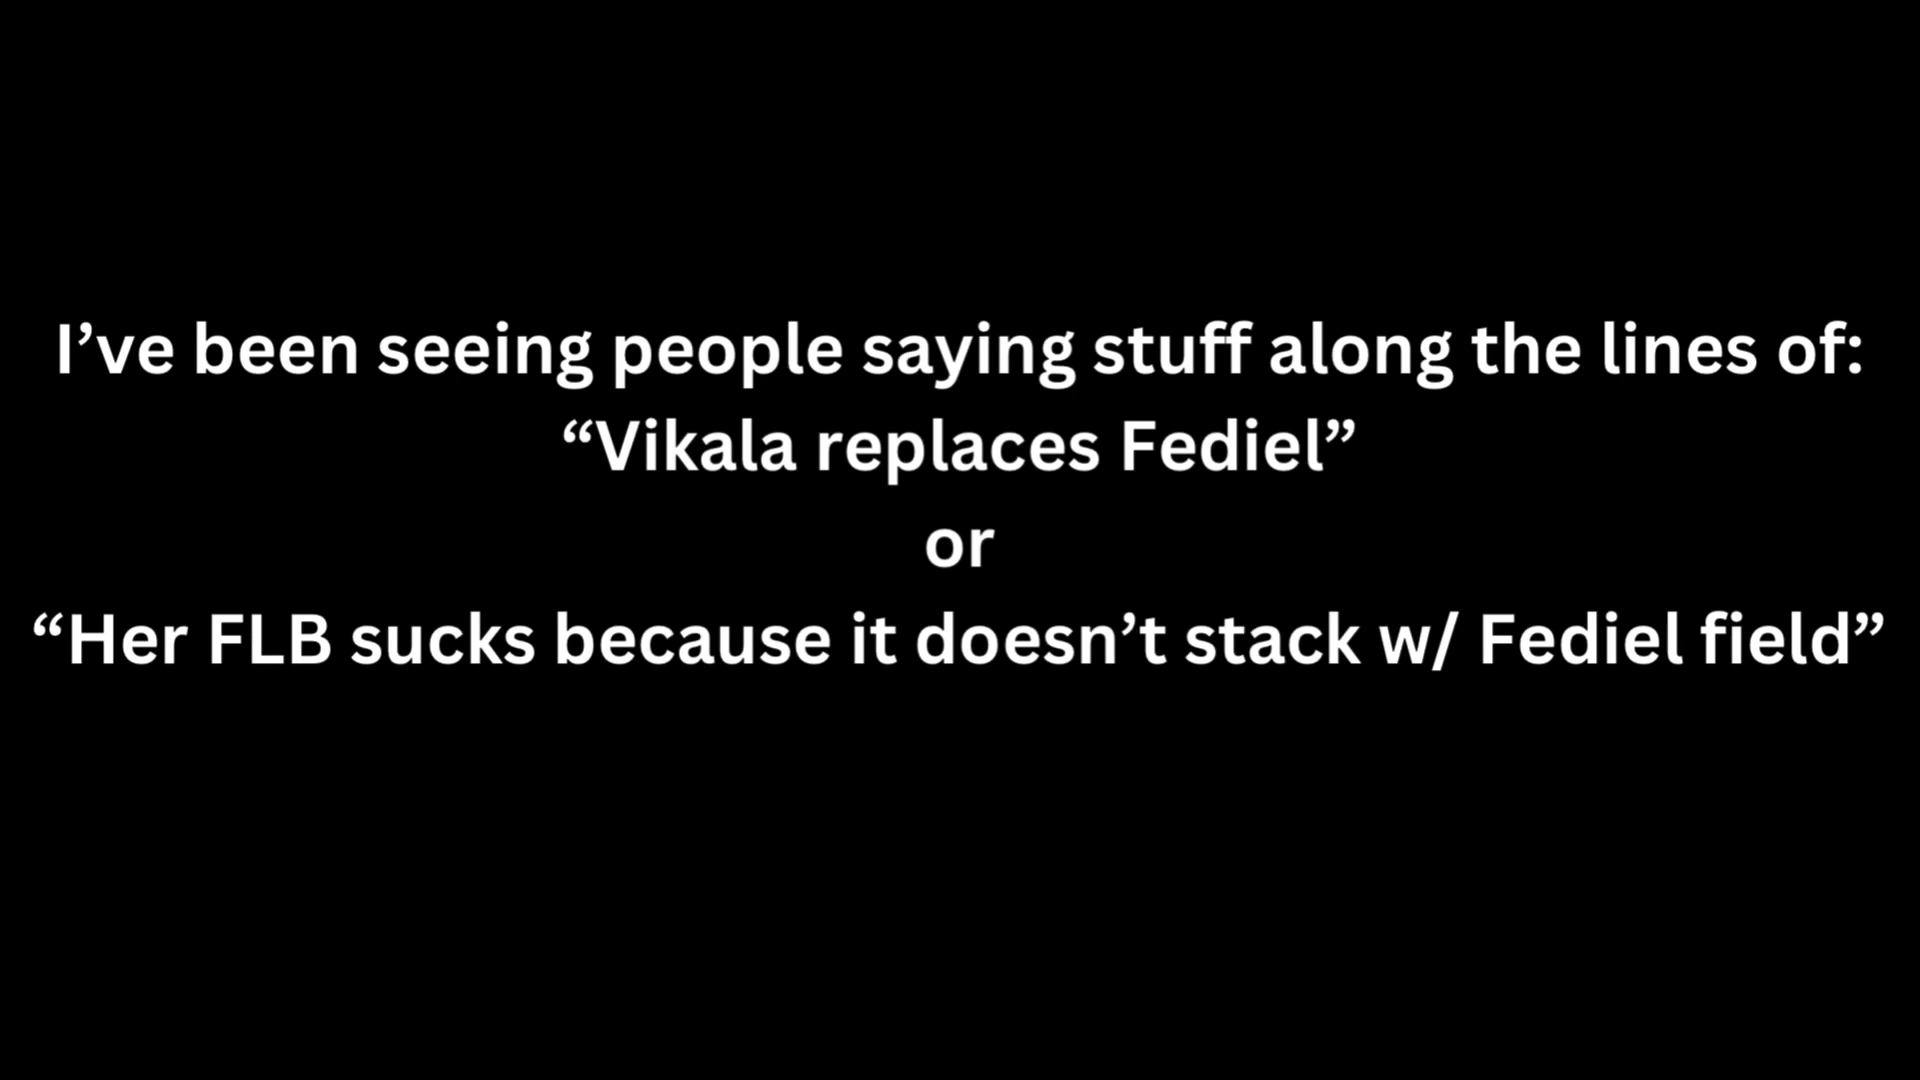 I’ve been seeing people saying stuff along the lines of:
“Vikala replaces Fediel”
or
“Her FLB sucks because it doesn’t stack w/ Fediel field”